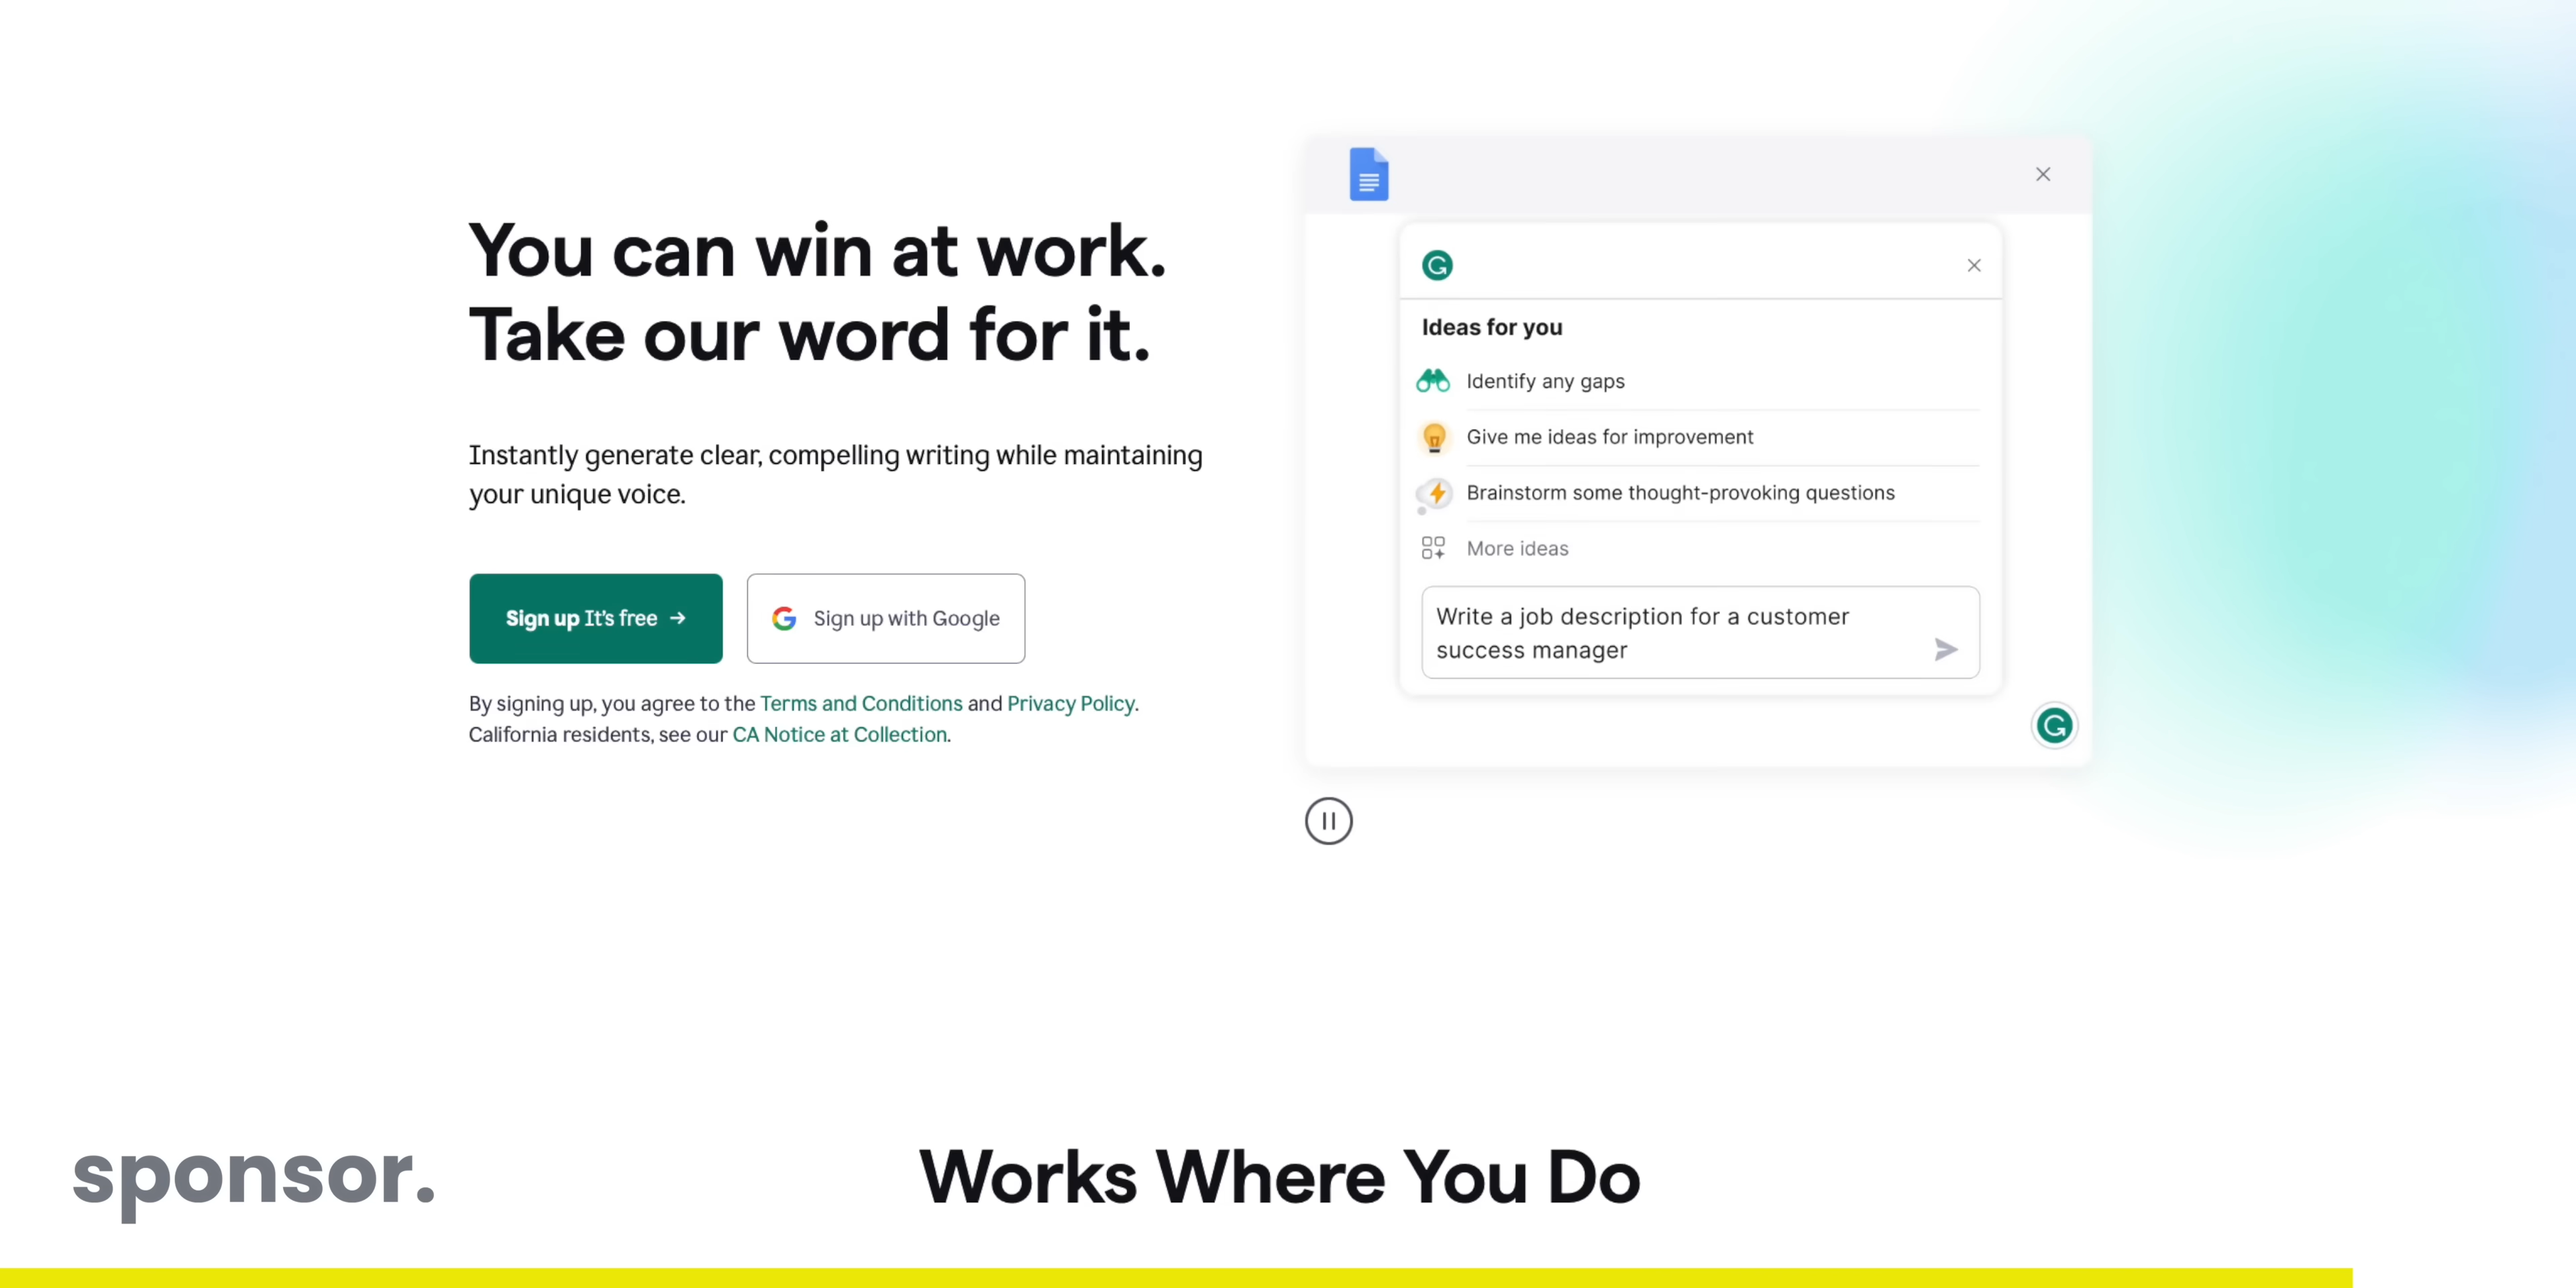 You can win at work.
Take our word for it.
Instantly generate clear, compelling writing while maintaining
your unique voice.
Sign up It's free →
Sign up with Google
By signing up, you agree to the Terms and Conditions and Privacy Policy.
California residents, see our CA Notice at Collection.
Ideas for you
Identify any gaps
Give me ideas for improvement
Brainstorm some thought-provoking questions
More ideas
Write a job description for a customer
success manager
sponsor.
Works Where You Do